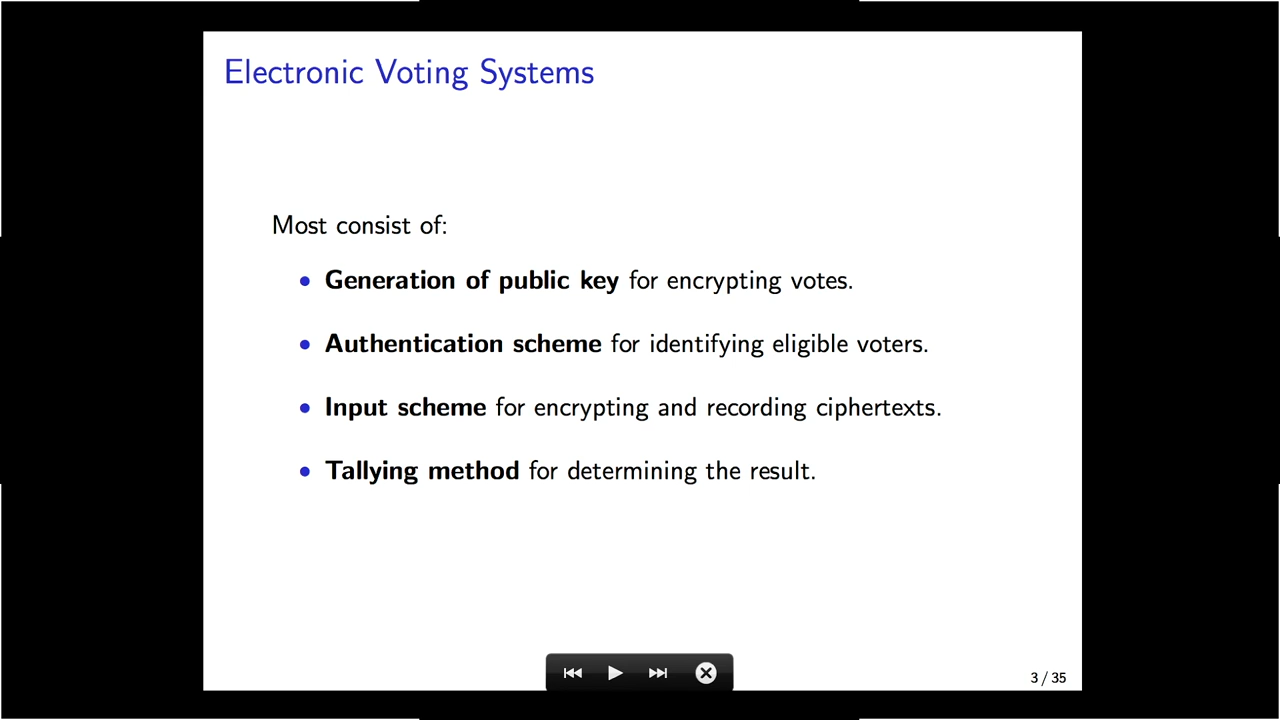 Electronic Voting Systems
Most consist of:
• Generation of public key for encrypting votes.
• Authentication scheme for identifying eligible voters.
• Input scheme for encrypting and recording ciphertexts.
• Tallying method for determining the result.
3 / 35